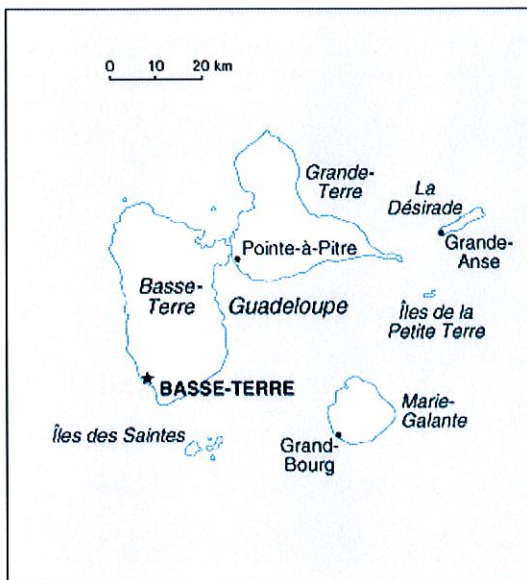 0 10 20 km
Grande-
Terre
La
Désirade
Pointe-à-Pitre
Grande-
Anse
Basse-
Terre
Guadeloupe
Îles de la
Petite Terre
BASSE-TERRE
Marie-
Galante
Îles des Saintes
Grand-
Bourg